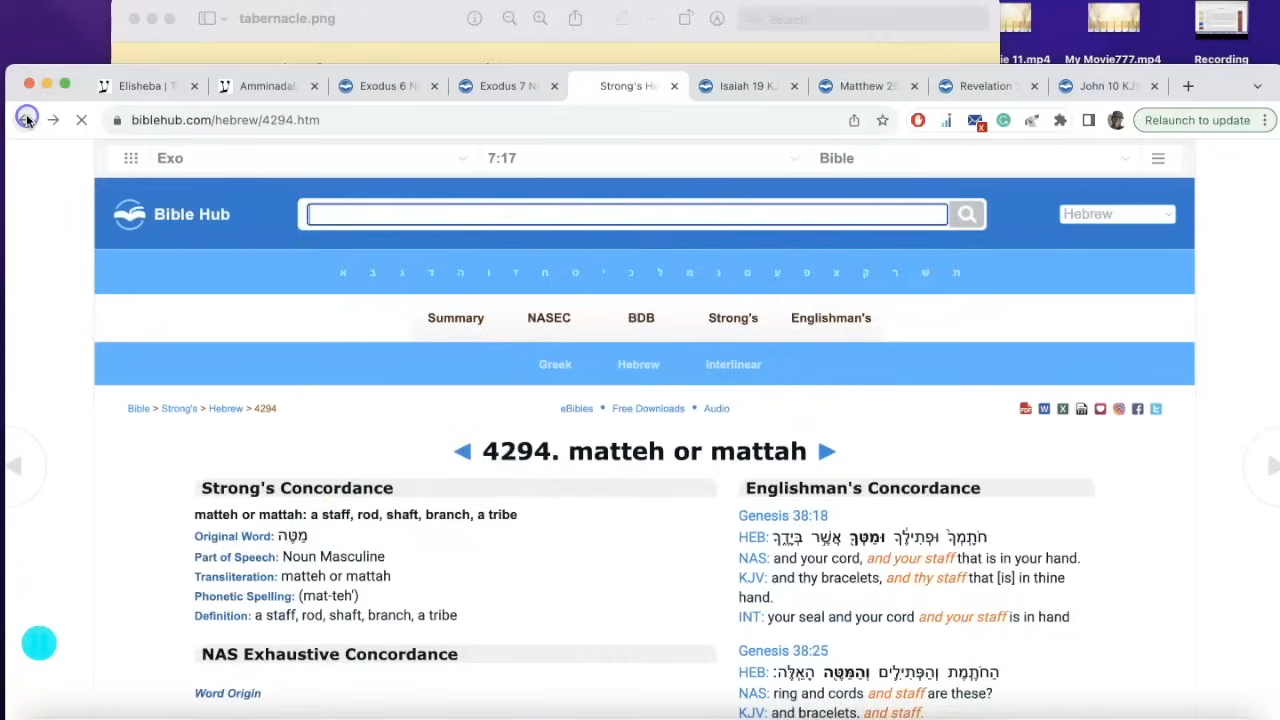 tabernacle.png
Search
ie 11.mp4
My Movie777.mp4
Recording
Elisheba | T
Amminadal
Exodus 6 N
Exodus 7 N
Strong's He
Isaiah 19 K
Matthew 25
Revelation
John 10 KJV
biblehub.com/hebrew/4294.htm
Relaunch to update
Exo
7:17
Bible
Bible Hub
Hebrew
א ב ג ד ה ו ז ח ט י כ ל מ נ ס ע פ צ ק ר ש ת
Summary
NASEC
BDB
Strong's
Englishman's
Greek
Hebrew
Interlinear
Bible > Strong's > Hebrew > 4294
eBibles • Free Downloads • Audio
◄ 4294. matteh or mattah ►
Strong's Concordance
matteh or mattah: a staff, rod, shaft, branch, a tribe
Original Word: מַטֶּה
Part of Speech: Noun Masculine
Transliteration: matteh or mattah
Phonetic Spelling: (mat-teh')
Definition: a staff, rod, shaft, branch, a tribe
NAS Exhaustive Concordance
Word Origin
Englishman's Concordance
Genesis 38:18
HEB: חֹתָֽמְךָ֙ וּפְתִילֶ֔ךָ וּמַטְּךָ֖ אֲשֶׁ֣ר בְּיָדֶ֑ךָ
NAS: and your cord, and your staff that is in your hand.
KJV: and thy bracelets, and thy staff that [is] in thine
hand.
INT: your seal and your cord and your staff is in hand
Genesis 38:25
HEB: הַחֹתֶ֧מֶת וְהַפְּתִילִ֛ים וְהַמַּטֶּ֖ה הָאֵֽלֶּה׃
NAS: ring and cords and staff are these?
KJV: and bracelets, and staff.